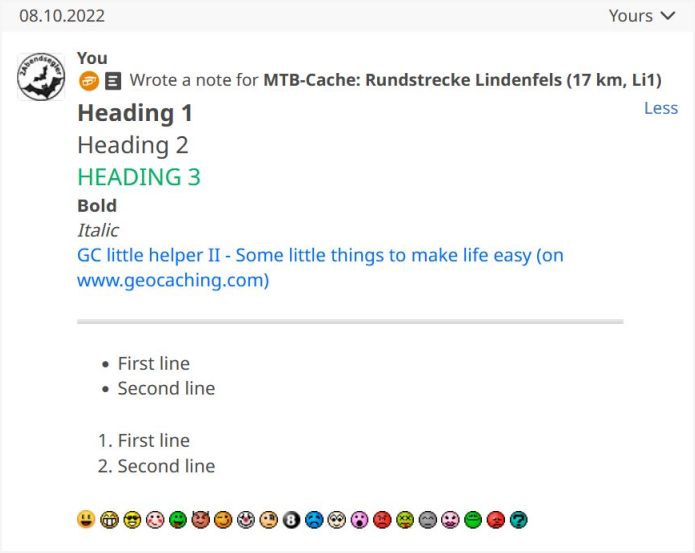 08.10.2022 Yours
2Abendsegler
You
Wrote a note for MTB-Cache: Rundstrecke Lindenfels (17 km, Li1)
Heading 1 Less
Heading 2
HEADING 3
Bold
Italic
GC little helper II - Some little things to make life easy (on
www.geocaching.com)
• First line
• Second line
1. First line
2. Second line
8 ?